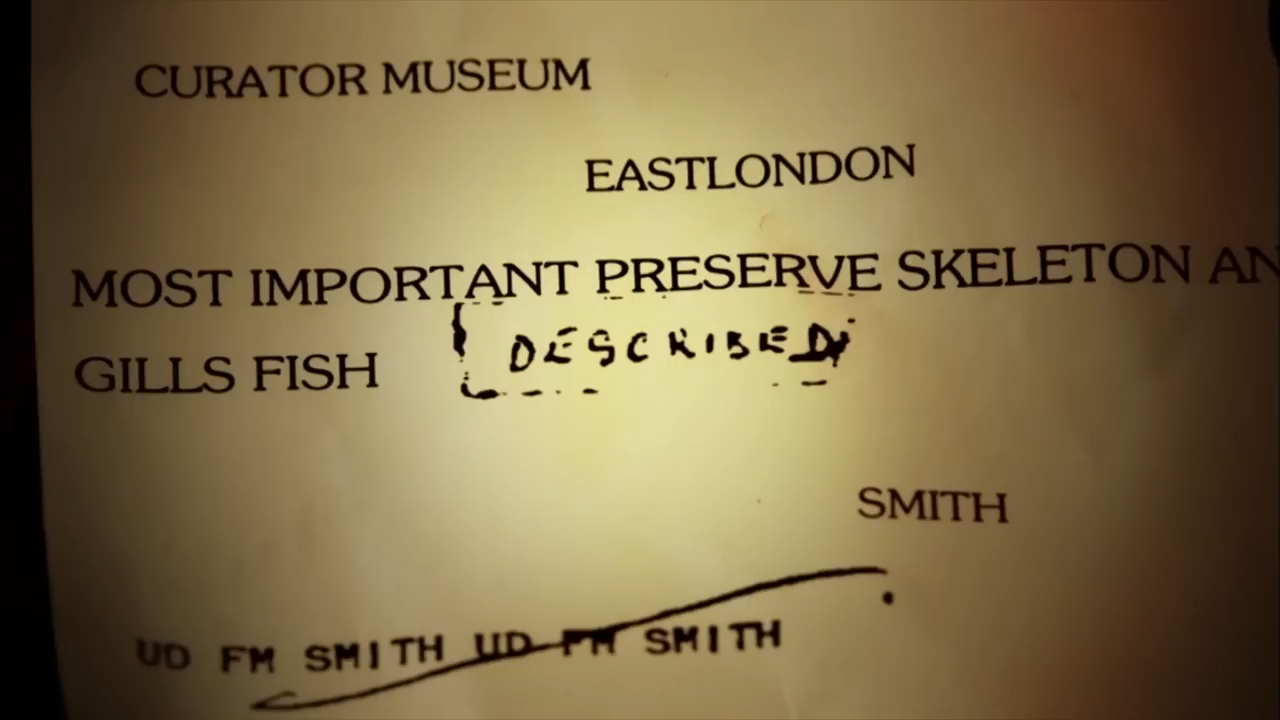 CURATOR MUSEUM
EASTLONDON
MOST IMPORTANT PRESERVE SKELETON AN
GILLS FISH DESCRIBED
SMITH
UD FM SMITH UD FM SMITH